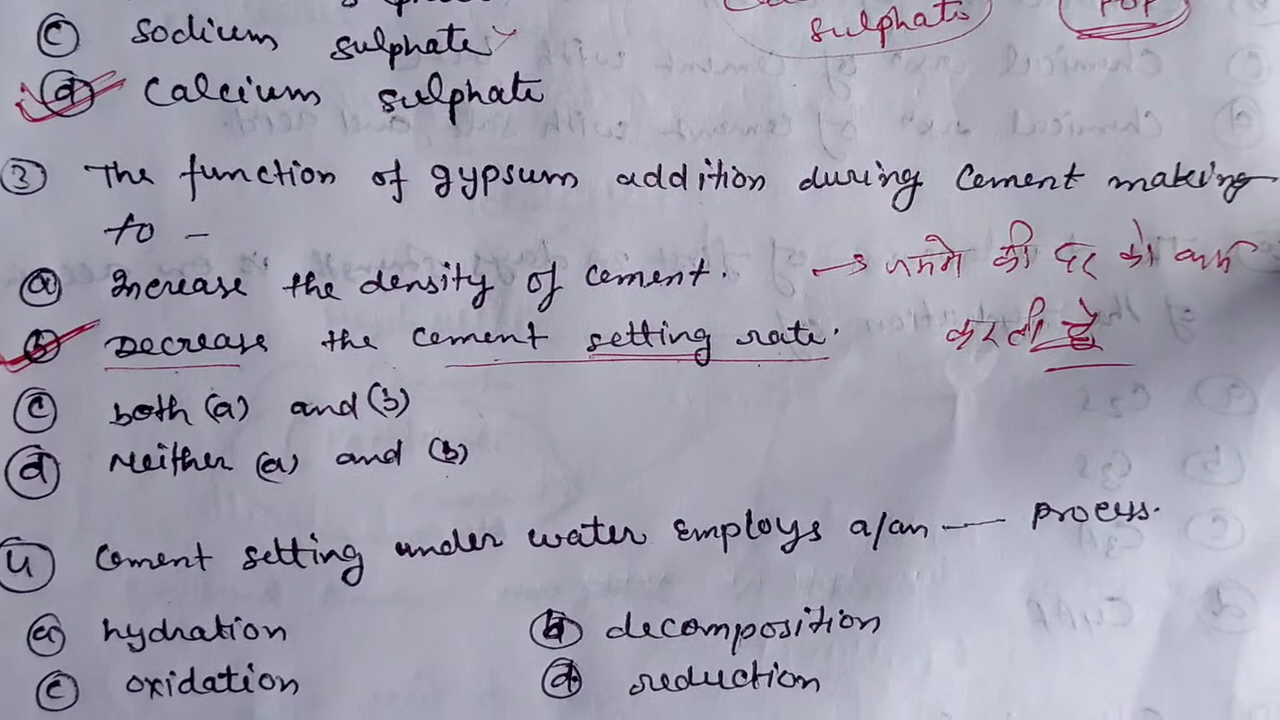 sulphate
POP
(c) sodium sulphate
(d) Calcium sulphate
(3) The function of gypsum addition during cement making
to -
(a) Increase the density of cement.
→ जमने की दर को कम
(b) Decrease the cement setting rate.
करती है
(c) both (a) and (b)
(d) Neither (a) and (b)
(4) Cement setting under water employs a/an — process.
(a) hydration (b) decomposition
(c) oxidation (d) reduction